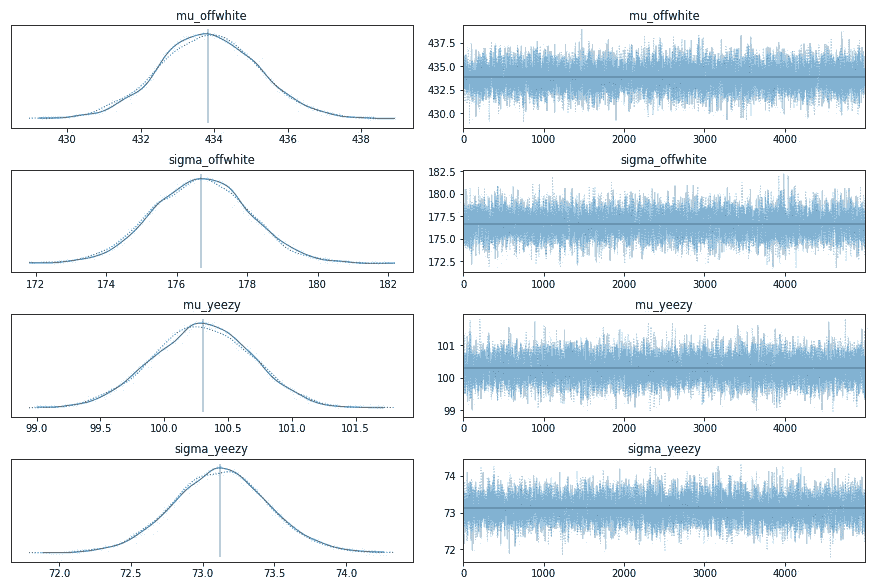 mu_offwhite
mu_offwhite
437.5
435.0
432.5
430.0
430 432 434 436 438
0 1000 2000 3000 4000
sigma_offwhite
sigma_offwhite
182.5
180.0
177.5
175.0
172.5
172 174 176 178 180 182
0 1000 2000 3000 4000
mu_yeezy
mu_yeezy
101
100
99
99.0 99.5 100.0 100.5 101.0 101.5
0 1000 2000 3000 4000
sigma_yeezy
sigma_yeezy
74
73
72
72.0 72.5 73.0 73.5 74.0
0 1000 2000 3000 4000